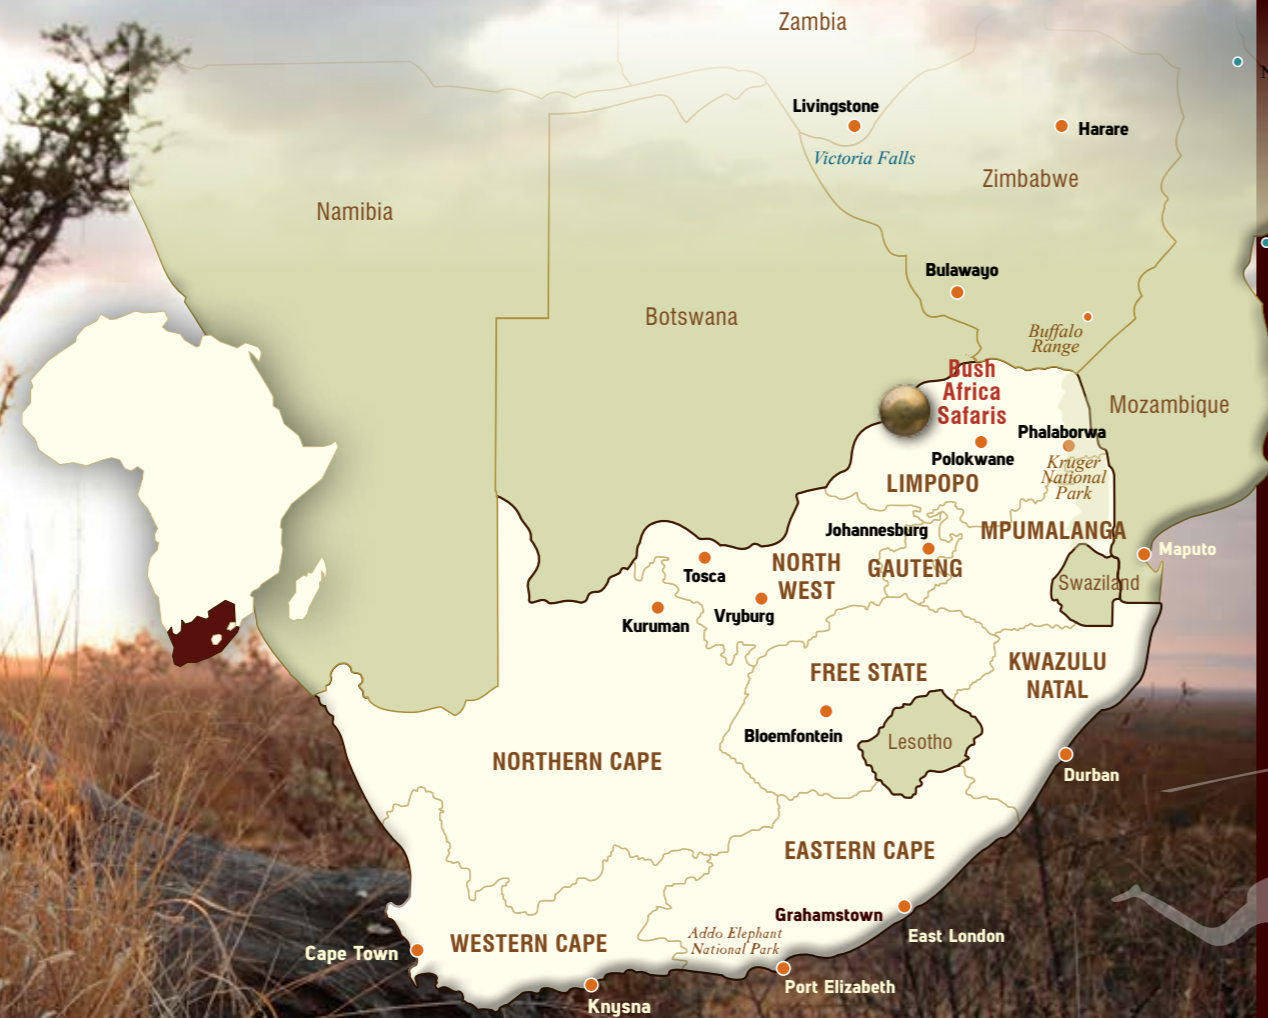 Zambia
Livingstone
Harare
Victoria Falls
Zimbabwe
Namibia
Bulawayo
Botswana
Buffalo
Range
Bush
Africa
Safaris
Mozambique
Phalaborwa
Polokwane
Kruger
National
Park
LIMPOPO
Johannesburg
MPUMALANGA
Maputo
NORTH
WEST
GAUTENG
Tosca
Swaziland
Vryburg
Kuruman
FREE STATE
KWAZULU
NATAL
Bloemfontein
Lesotho
NORTHERN CAPE
Durban
EASTERN CAPE
Grahamstown
East London
Addo Elephant
National Park
WESTERN CAPE
Cape Town
Port Elizabeth
Knysna